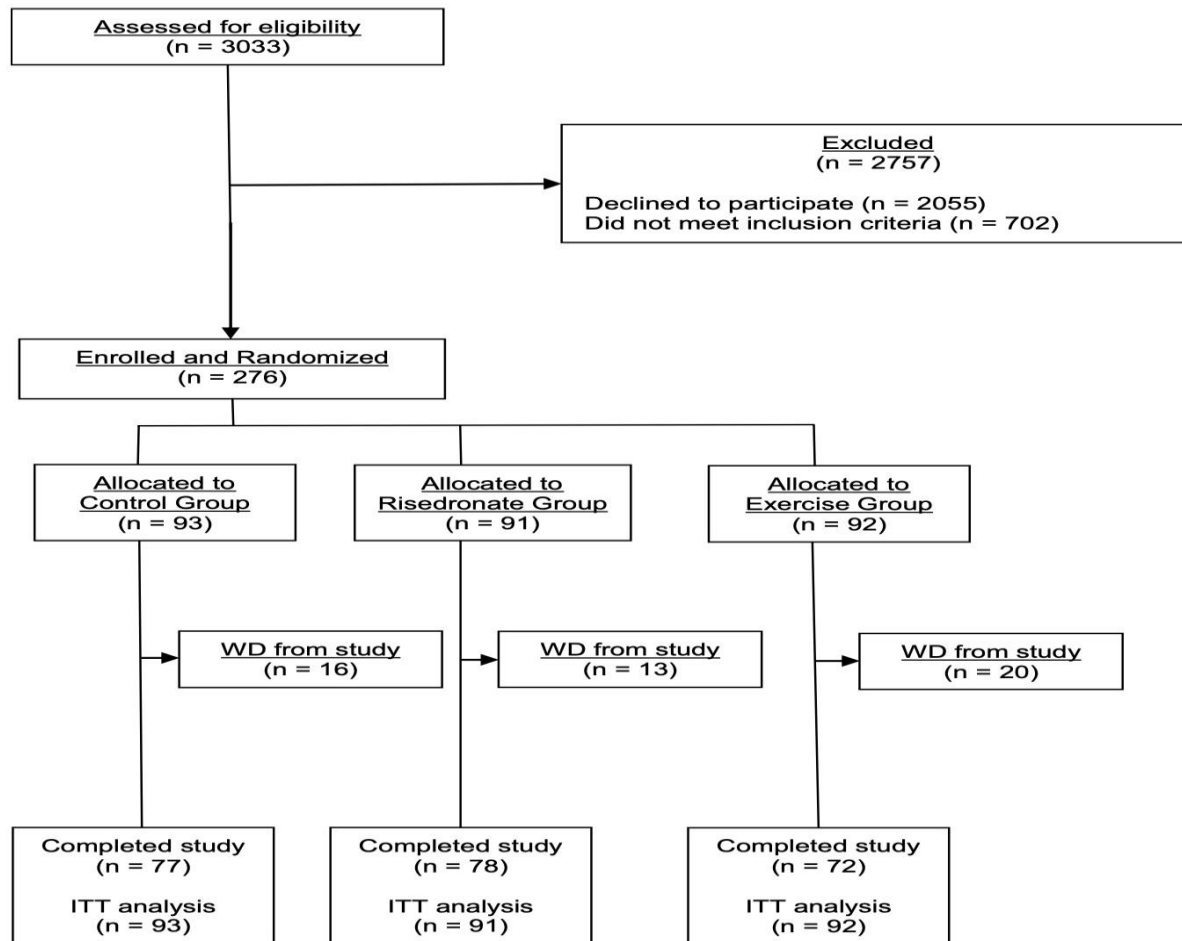 Assessed for eligibility
(n = 3033)
Excluded
(n = 2757)
Declined to participate (n = 2055)
Did not meet inclusion criteria (n = 702)
Enrolled and Randomized
(n = 276)
Allocated to
Control Group
(n = 93)
Allocated to
Risedronate Group
(n = 91)
Allocated to
Exercise Group
(n = 92)
WD from study
(n = 16)
WD from study
(n = 13)
WD from study
(n = 20)
Completed study
(n = 77)
ITT analysis
(n = 93)
Completed study
(n = 78)
ITT analysis
(n = 91)
Completed study
(n = 72)
ITT analysis
(n = 92)